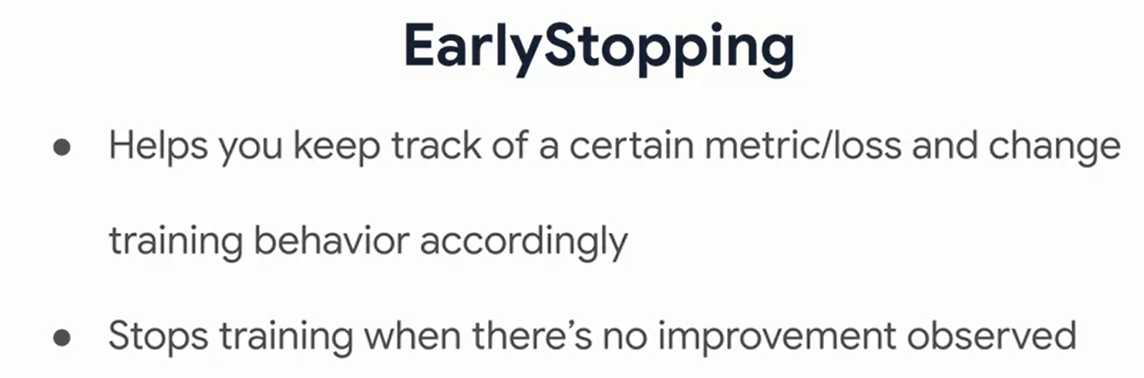 EarlyStopping
● Helps you keep track of a certain metric/loss and change
training behavior accordingly
● Stops training when there’s no improvement observed